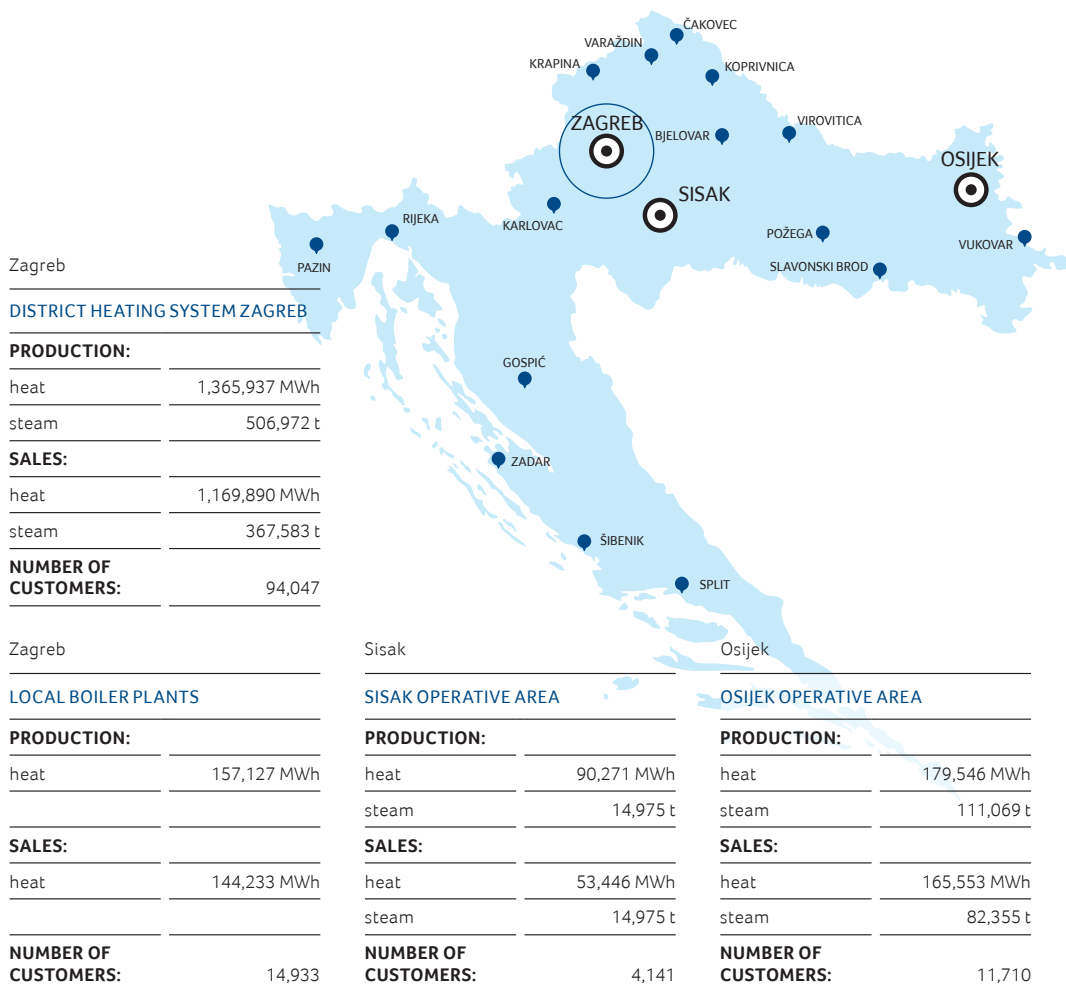 ČAKOVEC
VARAŽDIN
KRAPINA
KOPRIVNICA
ZAGREB
BJELOVAR
VIROVITICA
OSIJEK
SISAK
KARLOVAC
RIJEKA
PAZIN
POŽEGA
VUKOVAR
SLAVONSKI BROD
GOSPIĆ
ZADAR
ŠIBENIK
SPLIT
Zagreb
DISTRICT HEATING SYSTEM ZAGREB
PRODUCTION:
heat 1,365,937 MWh
steam 506,972 t
SALES:
heat 1,169,890 MWh
steam 367,583 t
NUMBER OF
CUSTOMERS: 94,047
Zagreb
LOCAL BOILER PLANTS
PRODUCTION:
heat 157,127 MWh
SALES:
heat 144,233 MWh
NUMBER OF
CUSTOMERS: 14,933
Sisak
SISAK OPERATIVE AREA
PRODUCTION:
heat 90,271 MWh
steam 14,975 t
SALES:
heat 53,446 MWh
steam 14,975 t
NUMBER OF
CUSTOMERS: 4,141
Osijek
OSIJEK OPERATIVE AREA
PRODUCTION:
heat 179,546 MWh
steam 111,069 t
SALES:
heat 165,553 MWh
steam 82,355 t
NUMBER OF
CUSTOMERS: 11,710